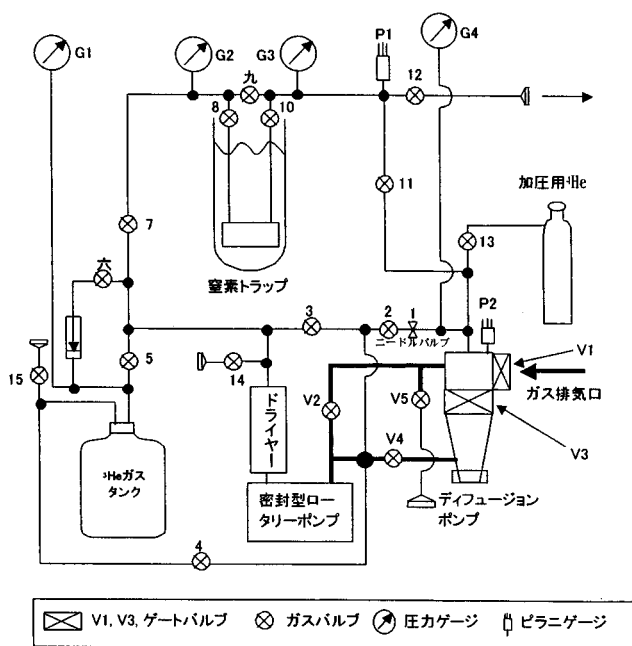 G1
G2
G3
P1
G4
九
8
10
12
11
加圧用⁴He
7
13
窒素トラップ
六
3
2
1
P2
ニードルバルブ
V1
5
15
14
ガス排気口
V2
V5
ドライヤー
V4
V3
³Heガス
タンク
密封型ロー
タリーポンプ
ディフュージョン
ポンプ
4
V1, V3, ゲートバルブ
ガスバルブ
圧力ゲージ
ピラニゲージ